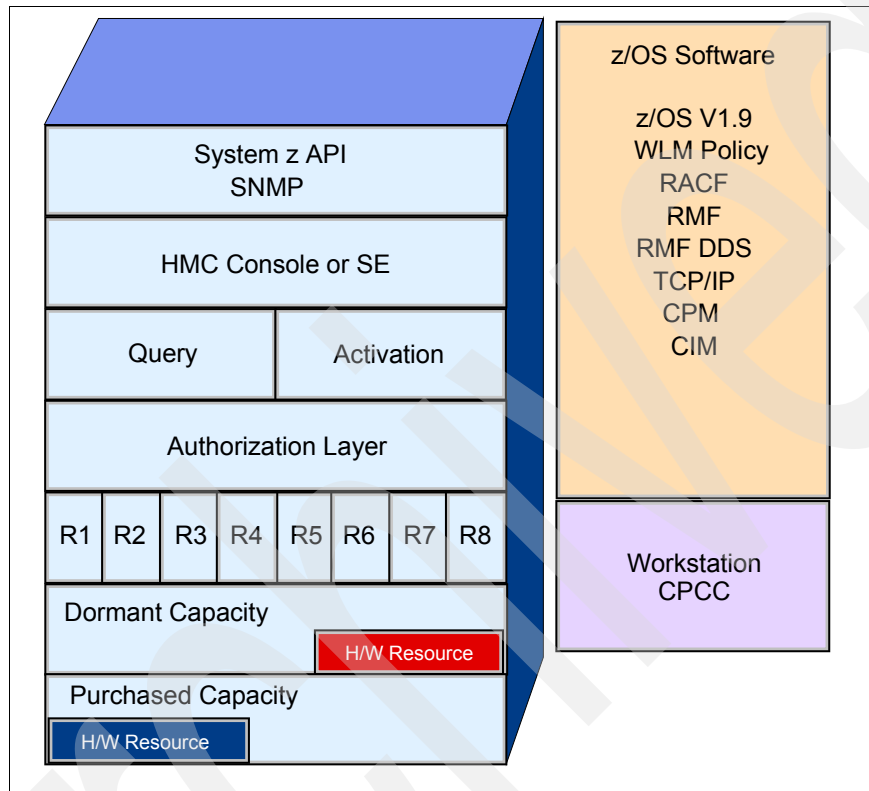 System z API
SNMP
HMC Console or SE
Query
Activation
Authorization Layer
R1 R2 R3 R4 R5 R6 R7 R8
Dormant Capacity
H/W Resource
Purchased Capacity
H/W Resource
z/OS Software
z/OS V1.9
WLM Policy
RACF
RMF
RMF DDS
TCP/IP
CPM
CIM
Workstation
CPCC